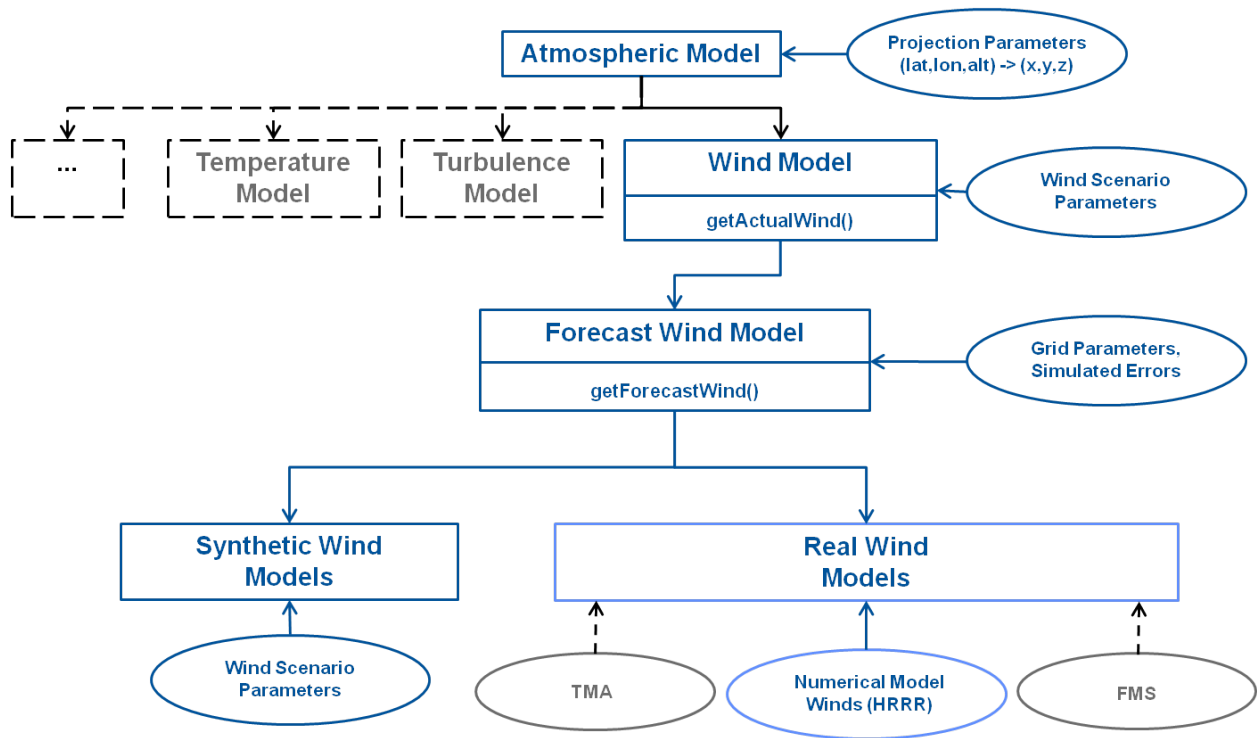 Atmospheric Model
Projection Parameters
(lat,lon,alt) -> (x,y,z)
...
Temperature
Model
Turbulence
Model
Wind Model
getActualWind()
Wind Scenario
Parameters
Forecast Wind Model
getForecastWind()
Grid Parameters,
Simulated Errors
Synthetic Wind
Models
Real Wind
Models
Wind Scenario
Parameters
TMA
Numerical Model
Winds (HRRR)
FMS